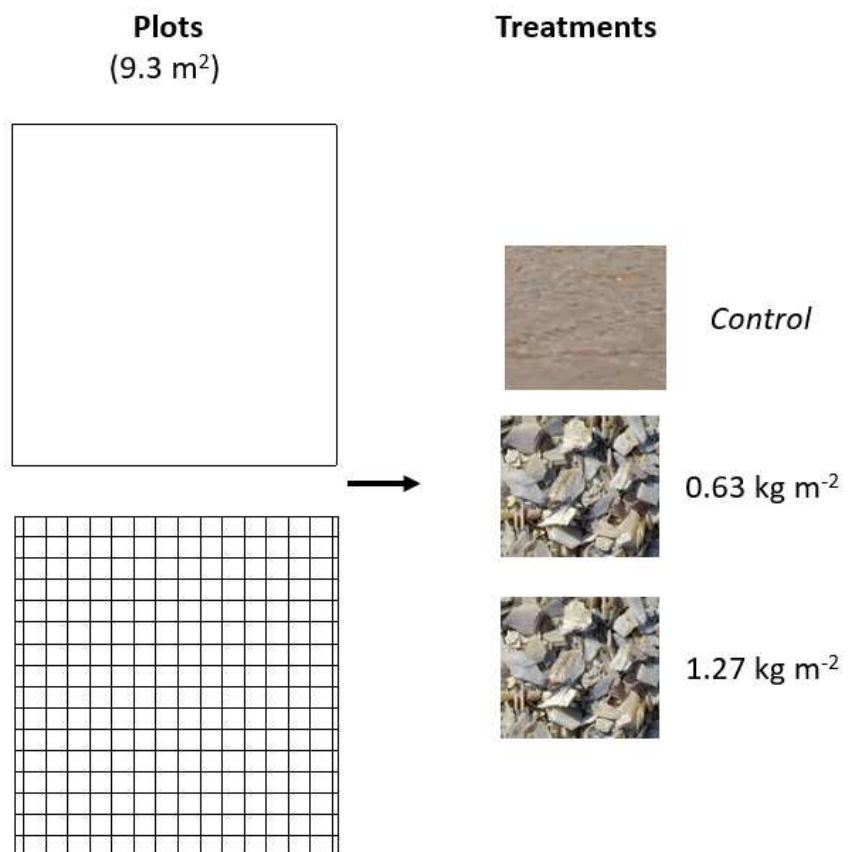 Plots
(9.3 m²)
Treatments
Control
0.63 kg m⁻²
1.27 kg m⁻²